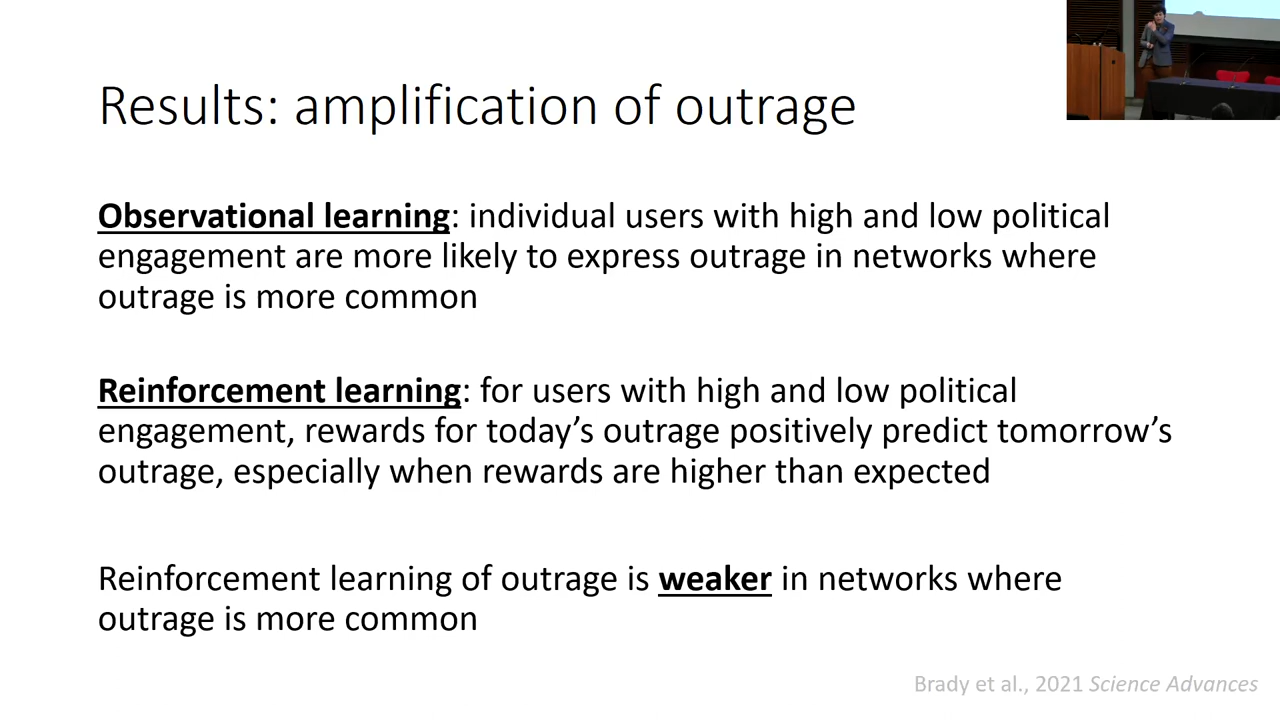 Results: amplification of outrage
Observational learning: individual users with high and low political
engagement are more likely to express outrage in networks where
outrage is more common
Reinforcement learning: for users with high and low political
engagement, rewards for today’s outrage positively predict tomorrow’s
outrage, especially when rewards are higher than expected
Reinforcement learning of outrage is weaker in networks where
outrage is more common
Brady et al., 2021 Science Advances